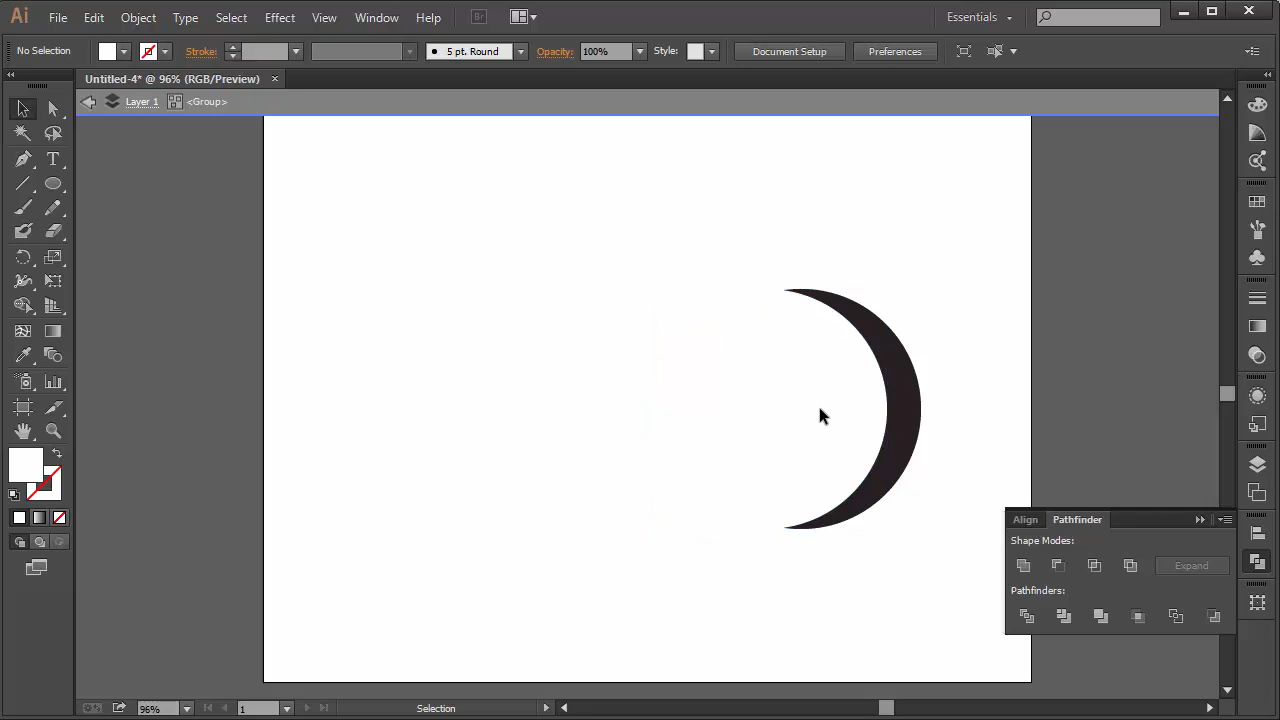 Ai File Edit Object Type Select Effect View Window Help Br Essentials
No Selection Stroke: 5 pt. Round Opacity: 100% Style: Document Setup Preferences
Untitled-4* @ 96% (RGB/Preview)
Layer 1 <Group>
T
Align Pathfinder
Shape Modes:
Expand
Pathfinders:
96% 1 Selection